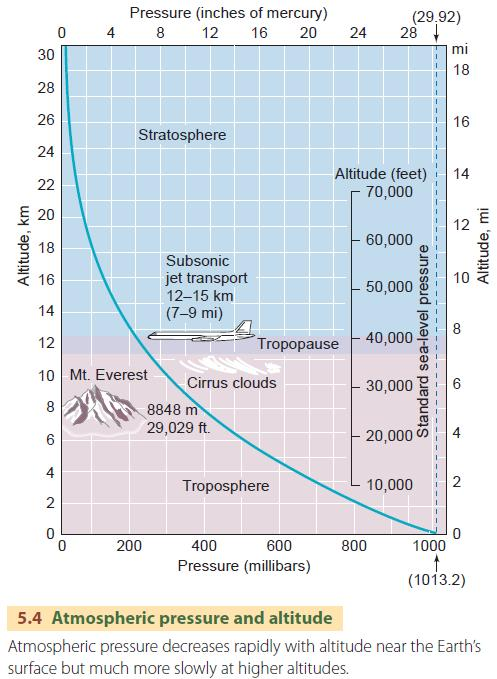 Pressure (inches of mercury)
(29.92)
0 4 8 12 16 20 24 28
mi
30
28
26
24
22
20
18
16
14
12
10
8
6
4
2
0
Altitude, km
Stratosphere
Altitude (feet)
70,000
60,000
50,000
40,000
30,000
20,000
10,000
Standard sea-level pressure
18
16
14
12
10
8
6
4
2
0
Altitude, mi
Subsonic
jet transport
12–15 km
(7–9 mi)
Tropopause
Mt. Everest
Cirrus clouds
8848 m
29,029 ft.
Troposphere
0 200 400 600 800 1000
Pressure (millibars)
(1013.2)
5.4 Atmospheric pressure and altitude
Atmospheric pressure decreases rapidly with altitude near the Earth's
surface but much more slowly at higher altitudes.